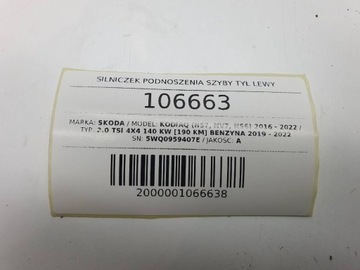 SILNICZEK PODNOSZENIA SZYBY TYŁ LEWY
106663
MARKA: SKODA / MODEL: KODIAQ (NS7, NV7, NS6) 2016 - 2022 /
TYP: 2.0 TSI 4X4 140 KW [190 KM] BENZYNA 2019 - 2022
SN: 5WQ0959407E / JAKOŚĆ: A
2000001066638